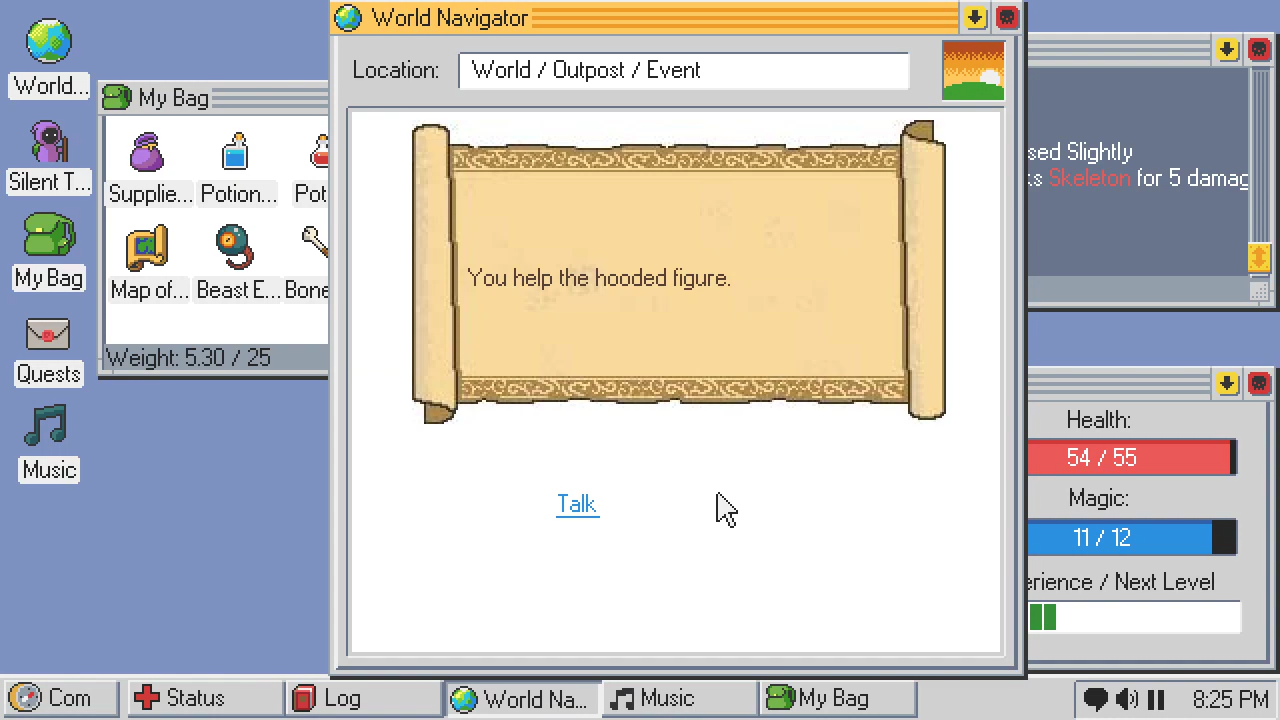 World Navigator
Location: World / Outpost / Event
You help the hooded figure.
Talk
World...
Silent T...
My Bag
Quests
Music
My Bag
Supplie... Potion... Pot
Map of... Beast E... Bone
Weight: 5.30 / 25
sed Slightly
ks Skeleton for 5 damag
Health:
54 / 55
Magic:
11 / 12
erience / Next Level
Com Status Log World Na... Music My Bag 8:25 PM